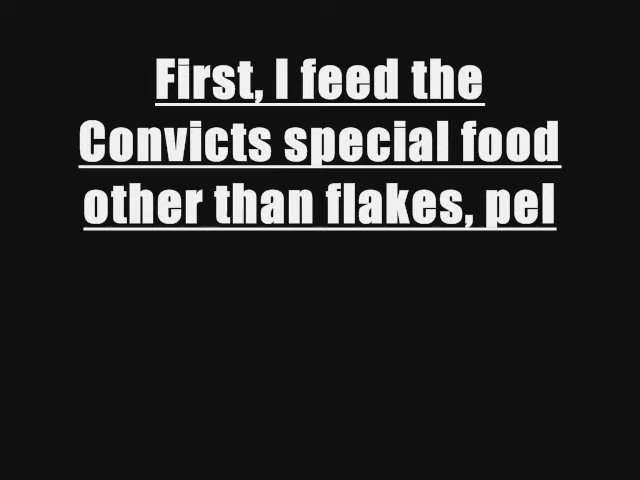 First, I feed the
Convicts special food
other than flakes, pel